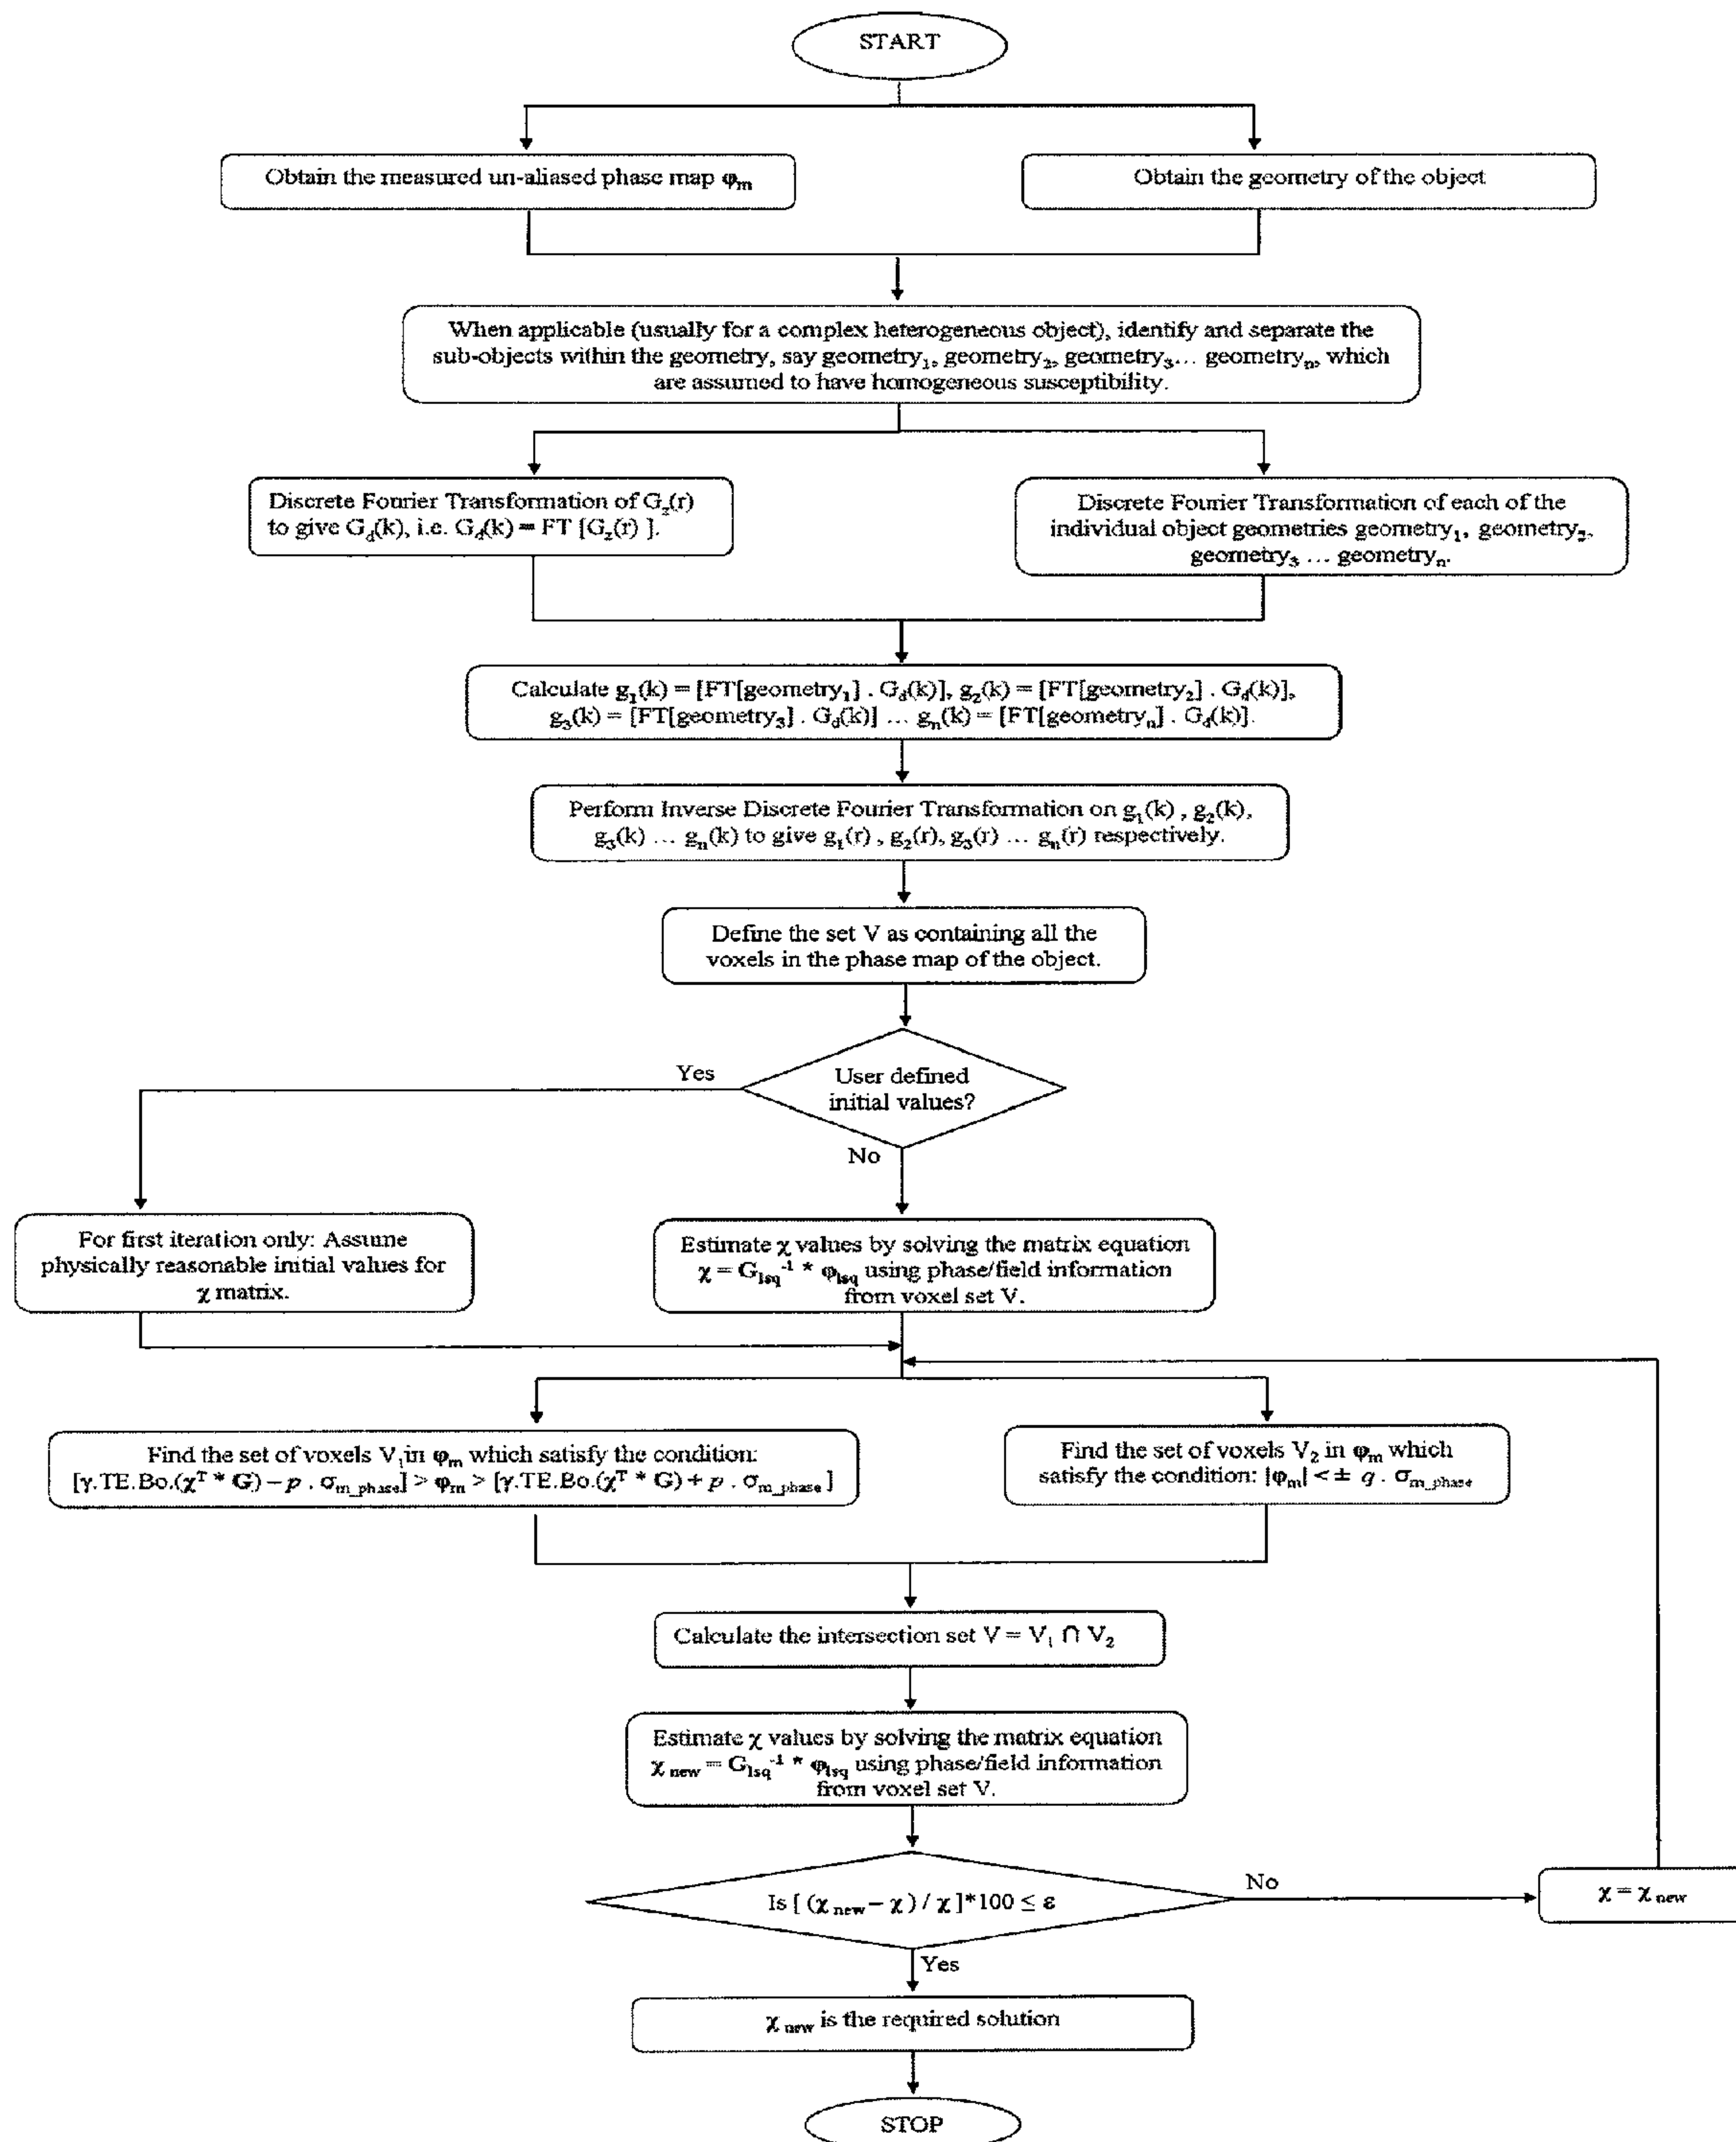 START
Obtain the measured un-aliased phase map φm
Obtain the geometry of the object
When applicable (usually for a complex heterogeneous object), identify and separate the
sub-objects within the geometry, say geometry1, geometry2, geometry3... geometryn, which
are assumed to have homogeneous susceptibility.
Discrete Fourier Transformation of Gz(r)
to give Gd(k), i.e. Gd(k) = FT [Gz(r) ].
Discrete Fourier Transformation of each of the
individual object geometries geometry1, geometry2,
geometry3 ... geometryn.
Calculate g1(k) = [FT[geometry1] . Gd(k)], g2(k) = [FT[geometry2] . Gd(k)],
g3(k) = [FT[geometry3] . Gd(k)] ... gn(k) = [FT[geometryn] . Gd(k)].
Perform Inverse Discrete Fourier Transformation on g1(k) , g2(k),
g3(k) ... gn(k) to give g1(r) , g2(r), g3(r) ... gn(r) respectively.
Define the set V as containing all the
voxels in the phase map of the object.
User defined
initial values?
Yes
No
For first iteration only: Assume
physically reasonable initial values for
χ matrix.
Estimate χ values by solving the matrix equation
χ = Glsq⁻¹ * φlsq using phase/field information
from voxel set V.
Find the set of voxels V1 in φm which satisfy the condition:
[γ.TE.Bo.(χᵀ * G) – p . σm_phase] > φm > [γ.TE.Bo.(χᵀ * G) + p . σm_phase ]
Find the set of voxels V2 in φm which
satisfy the condition: |φm| < ± q . σm_phase
Calculate the intersection set V = V1 ∩ V2
Estimate χ values by solving the matrix equation
χ new = Glsq⁻¹ * φlsq using phase/field information
from voxel set V.
Is [ (χ new – χ) / χ ]*100 ≤ ε
No
χ = χ new
Yes
χ new is the required solution
STOP